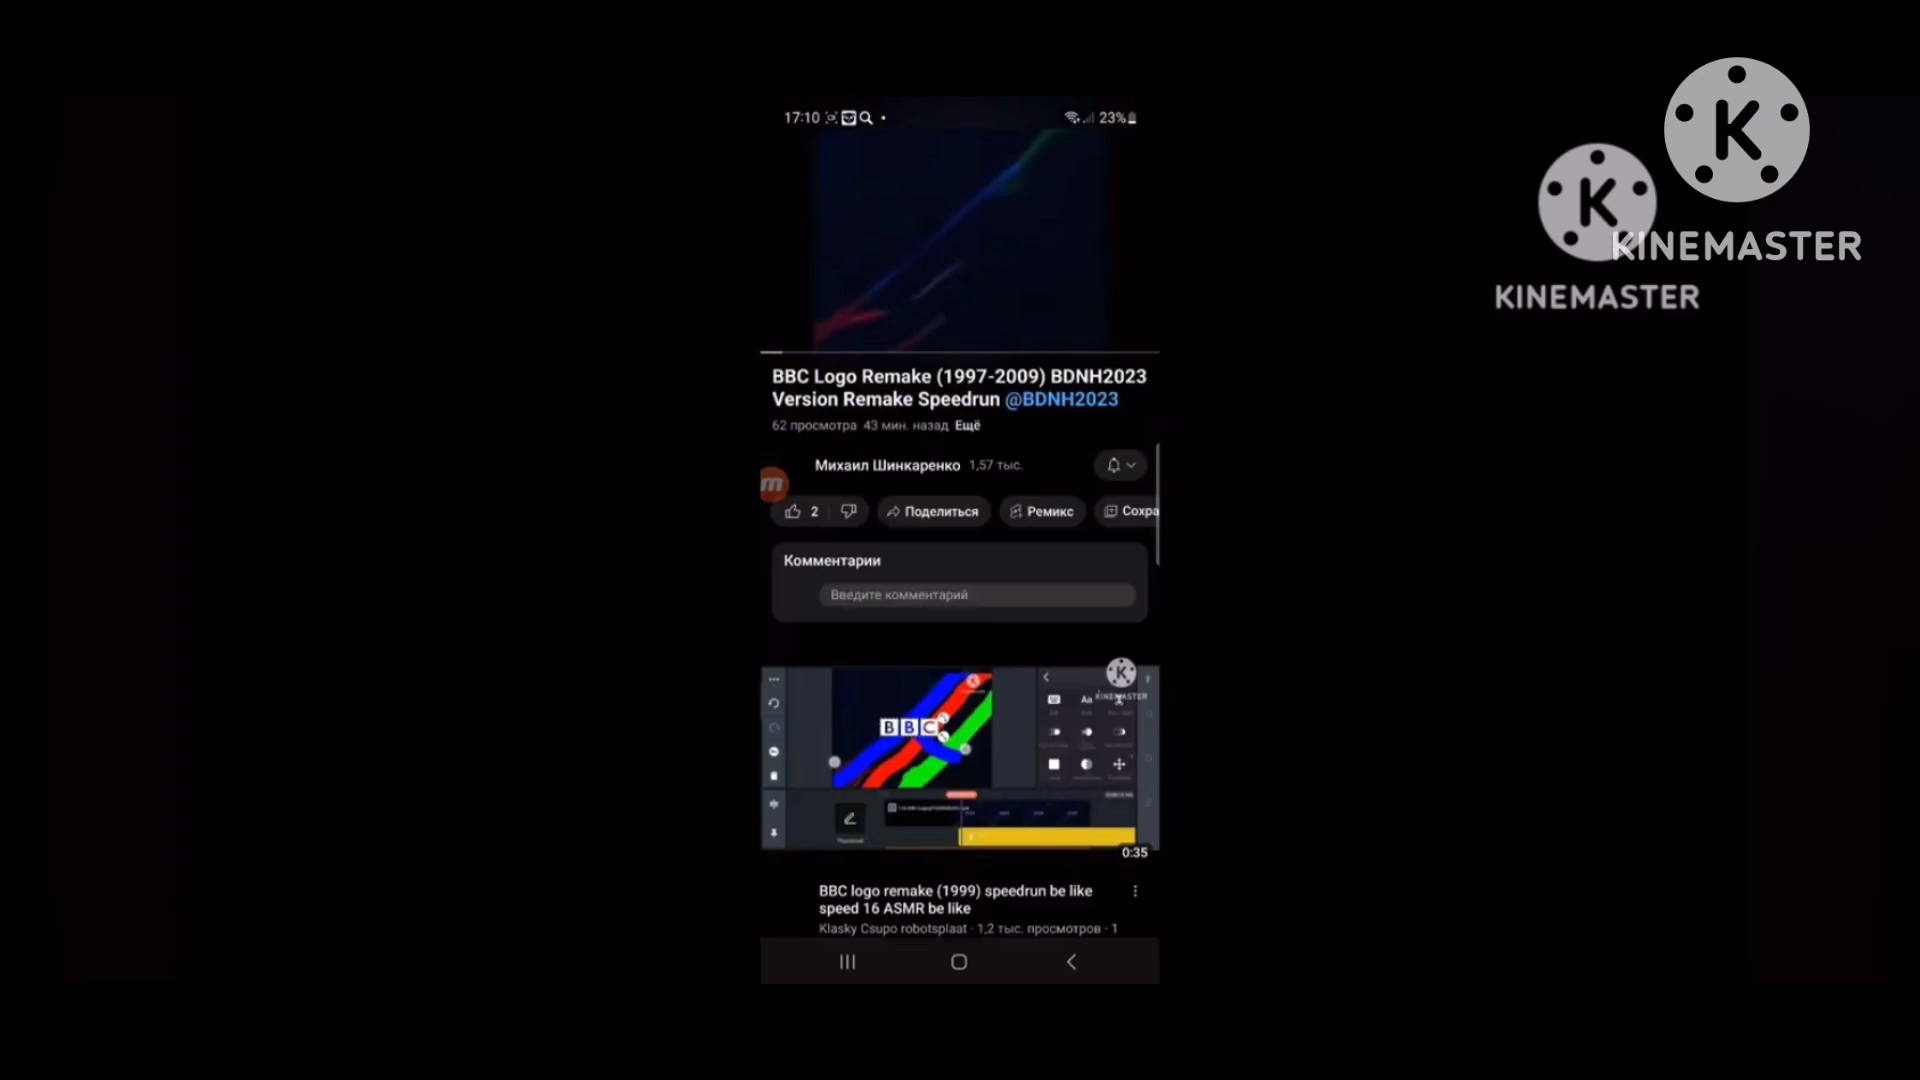 17:10
23%
K
KINEMASTER
K
KINEMASTER
BBC Logo Remake (1997-2009) BDNH2023
Version Remake Speedrun @BDNH2023
62 просмотра 43 мин. назад Ещё
Михаил Шинкаренко 1,57 тыс.
m
2
Поделиться
Ремикс
Сохра
Комментарии
Введите комментарий
K
KINEMASTER
Aa
BBC
0:35
BBC logo remake (1999) speedrun be like
speed 16 ASMR be like
Klasky Csupo robotsplaat · 1,2 тыс. просмотров · 1